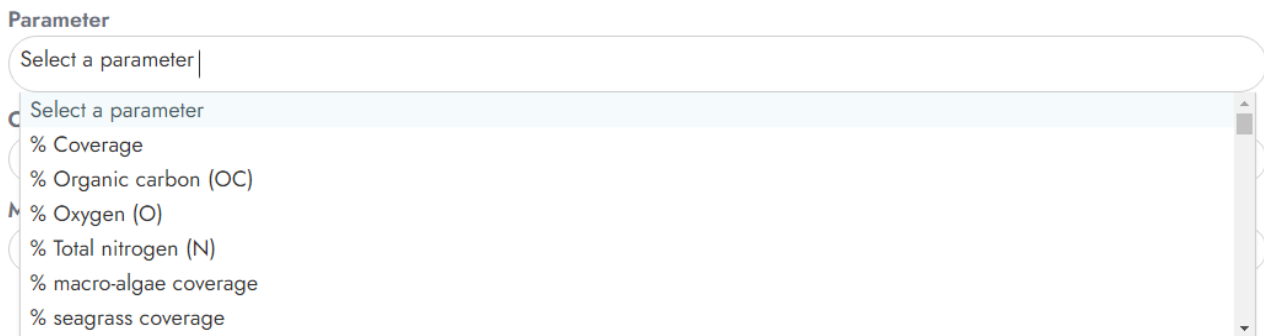 Parameter
Select a parameter
Select a parameter
% Coverage
% Organic carbon (OC)
% Oxygen (O)
% Total nitrogen (N)
% macro-algae coverage
% seagrass coverage